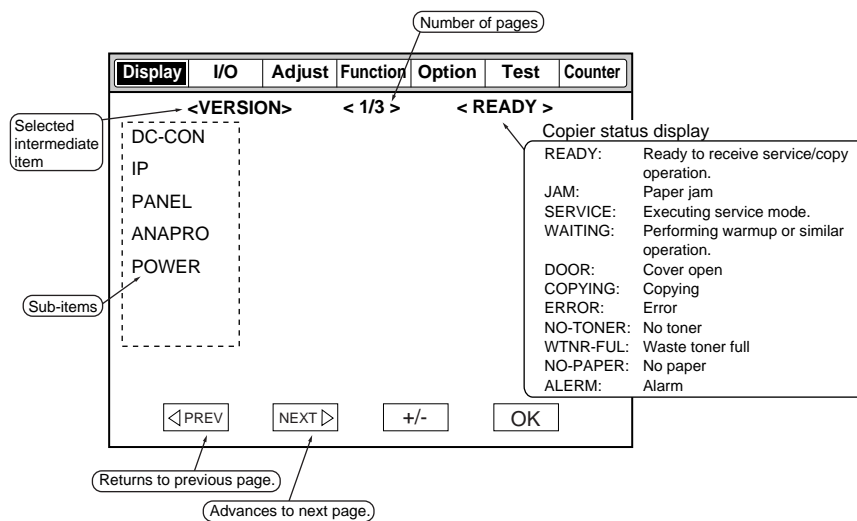 Number of pages
Display I/O Adjust Function Option Test Counter
<VERSION> < 1/3 > < READY >
Selected
intermediate
item
DC-CON
IP
PANEL
ANAPRO
POWER
Sub-items
Copier status display
READY: Ready to receive service/copy
operation.
JAM: Paper jam
SERVICE: Executing service mode.
WAITING: Performing warmup or similar
operation.
DOOR: Cover open
COPYING: Copying
ERROR: Error
NO-TONER: No toner
WTNR-FUL: Waste toner full
NO-PAPER: No paper
ALERM: Alarm
PREV NEXT +/- OK
Returns to previous page.
Advances to next page.